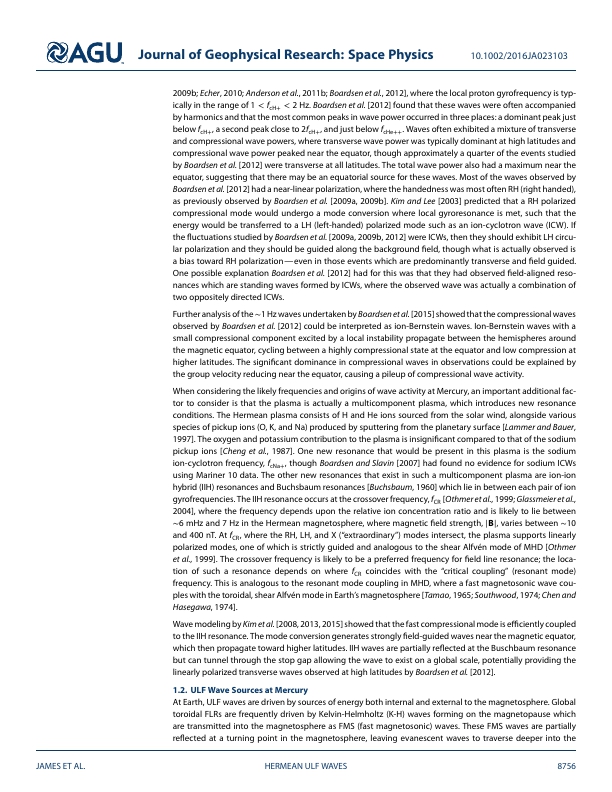 AGU Journal of Geophysical Research: Space Physics 10.1002/2016JA023103
2009b; Echer, 2010; Anderson et al., 2011b; Boardsen et al., 2012], where the local proton gyrofrequency is typ-
ically in the range of 1 < fcH+ < 2 Hz. Boardsen et al. [2012] found that these waves were often accompanied
by harmonics and that the most common peaks in wave power occurred in three places: a dominant peak just
below fcH+, a second peak close to 2fcH+, and just below fcHe++. Waves often exhibited a mixture of transverse
and compressional wave powers, where transverse wave power was typically dominant at high latitudes and
compressional wave power peaked near the equator, though approximately a quarter of the events studied
by Boardsen et al. [2012] were transverse at all latitudes. The total wave power also had a maximum near the
equator, suggesting that there may be an equatorial source for these waves. Most of the waves observed by
Boardsen et al. [2012] had a near-linear polarization, where the handedness was most often RH (right handed),
as previously observed by Boardsen et al. [2009a, 2009b]. Kim and Lee [2003] predicted that a RH polarized
compressional mode would undergo a mode conversion where local gyroresonance is met, such that the
energy would be transferred to a LH (left-handed) polarized mode such as an ion-cyclotron wave (ICW). If
the fluctuations studied by Boardsen et al. [2009a, 2009b, 2012] were ICWs, then they should exhibit LH circu-
lar polarization and they should be guided along the background field, though what is actually observed is
a bias toward RH polarization—even in those events which are predominantly transverse and field guided.
One possible explanation Boardsen et al. [2012] had for this was that they had observed field-aligned reso-
nances which are standing waves formed by ICWs, where the observed wave was actually a combination of
two oppositely directed ICWs.
Further analysis of the ~1 Hz waves undertaken by Boardsen et al. [2015] showed that the compressional waves
observed by Boardsen et al. [2012] could be interpreted as ion-Bernstein waves. Ion-Bernstein waves with a
small compressional component excited by a local instability propagate between the hemispheres around
the magnetic equator, cycling between a highly compressional state at the equator and low compression at
higher latitudes. The significant dominance in compressional waves in observations could be explained by
the group velocity reducing near the equator, causing a pileup of compressional wave activity.
When considering the likely frequencies and origins of wave activity at Mercury, an important additional fac-
tor to consider is that the plasma is actually a multicomponent plasma, which introduces new resonance
conditions. The Hermean plasma consists of H and He ions sourced from the solar wind, alongside various
species of pickup ions (O, K, and Na) produced by sputtering from the planetary surface [Lammer and Bauer,
1997]. The oxygen and potassium contribution to the plasma is insignificant compared to that of the sodium
pickup ions [Cheng et al., 1987]. One new resonance that would be present in this plasma is the sodium
ion-cyclotron frequency, fcNa+, though Boardsen and Slavin [2007] had found no evidence for sodium ICWs
using Mariner 10 data. The other new resonances that exist in such a multicomponent plasma are ion-ion
hybrid (IIH) resonances and Buchsbaum resonances [Buchsbaum, 1960] which lie in between each pair of ion
gyrofrequencies. The IIH resonance occurs at the crossover frequency, fCR [Othmer et al., 1999; Glassmeier et al.,
2004], where the frequency depends upon the relative ion concentration ratio and is likely to lie between
~6 mHz and 7 Hz in the Hermean magnetosphere, where magnetic field strength, |B|, varies between ~10
and 400 nT. At fCR, where the RH, LH, and X ("extraordinary") modes intersect, the plasma supports linearly
polarized modes, one of which is strictly guided and analogous to the shear Alfvén mode of MHD [Othmer
et al., 1999]. The crossover frequency is likely to be a preferred frequency for field line resonance; the loca-
tion of such a resonance depends on where fCR coincides with the "critical coupling" (resonant mode)
frequency. This is analogous to the resonant mode coupling in MHD, where a fast magnetosonic wave cou-
ples with the toroidal, shear Alfvén mode in Earth's magnetosphere [Tamao, 1965; Southwood, 1974; Chen and
Hasegawa, 1974].
Wave modeling by Kim et al. [2008, 2013, 2015] showed that the fast compressional mode is efficiently coupled
to the IIH resonance. The mode conversion generates strongly field-guided waves near the magnetic equator,
which then propagate toward higher latitudes. IIH waves are partially reflected at the Buschbaum resonance
but can tunnel through the stop gap allowing the wave to exist on a global scale, potentially providing the
linearly polarized transverse waves observed at high latitudes by Boardsen et al. [2012].
1.2. ULF Wave Sources at Mercury
At Earth, ULF waves are driven by sources of energy both internal and external to the magnetosphere. Global
toroidal FLRs are frequently driven by Kelvin-Helmholtz (K-H) waves forming on the magnetopause which
are transmitted into the magnetosphere as FMS (fast magnetosonic) waves. These FMS waves are partially
reflected at a turning point in the magnetosphere, leaving evanescent waves to traverse deeper into the
JAMES ET AL. HERMEAN ULF WAVES 8756